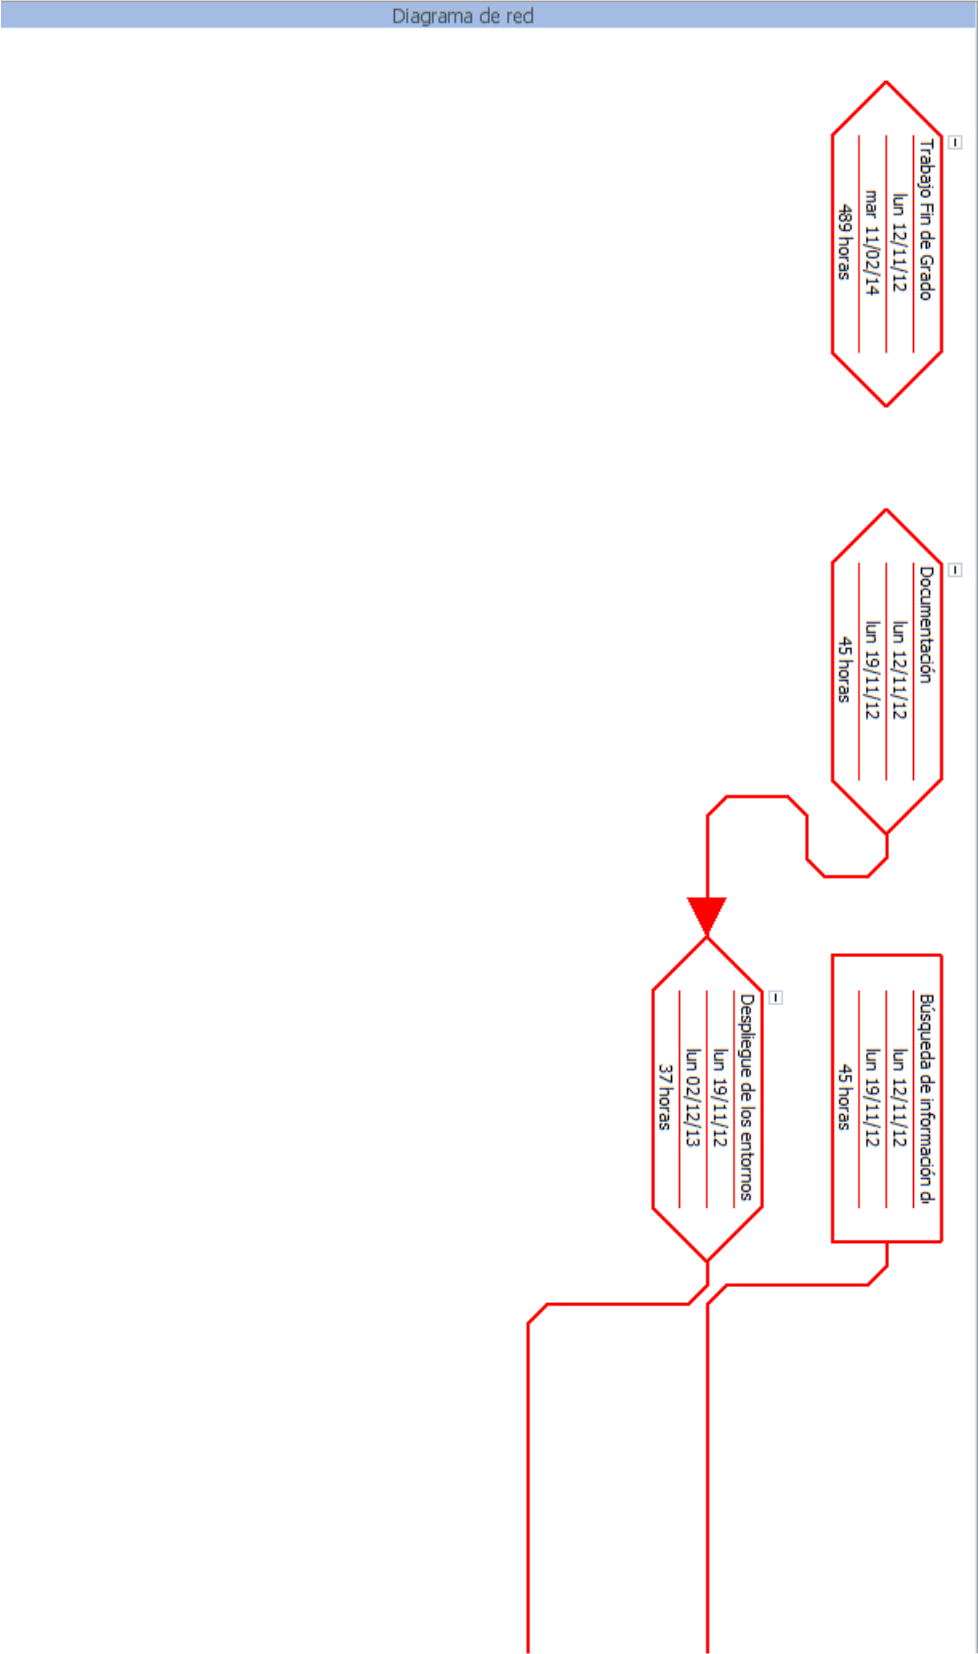 Diagrama de red
Trabajo Fin de Grado
lun 12/11/12
mar 11/02/14
489 horas
Documentación
lun 12/11/12
lun 19/11/12
45 horas
Búsqueda de información d
lun 12/11/12
lun 19/11/12
45 horas
Despliegue de los entornos
lun 19/11/12
lun 02/12/13
37 horas